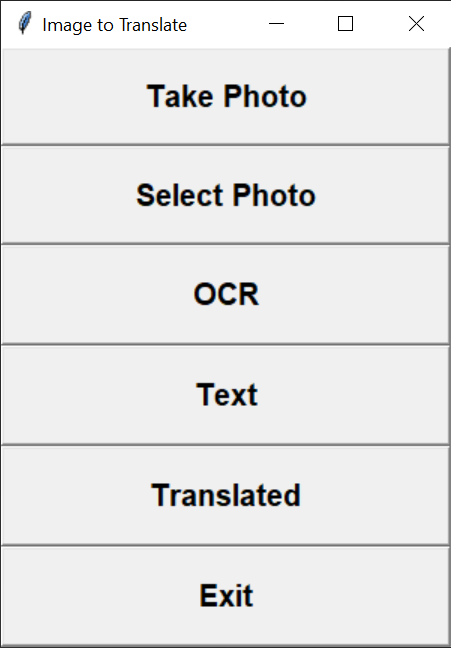 Image to Translate
Take Photo
Select Photo
OCR
Text
Translated
Exit